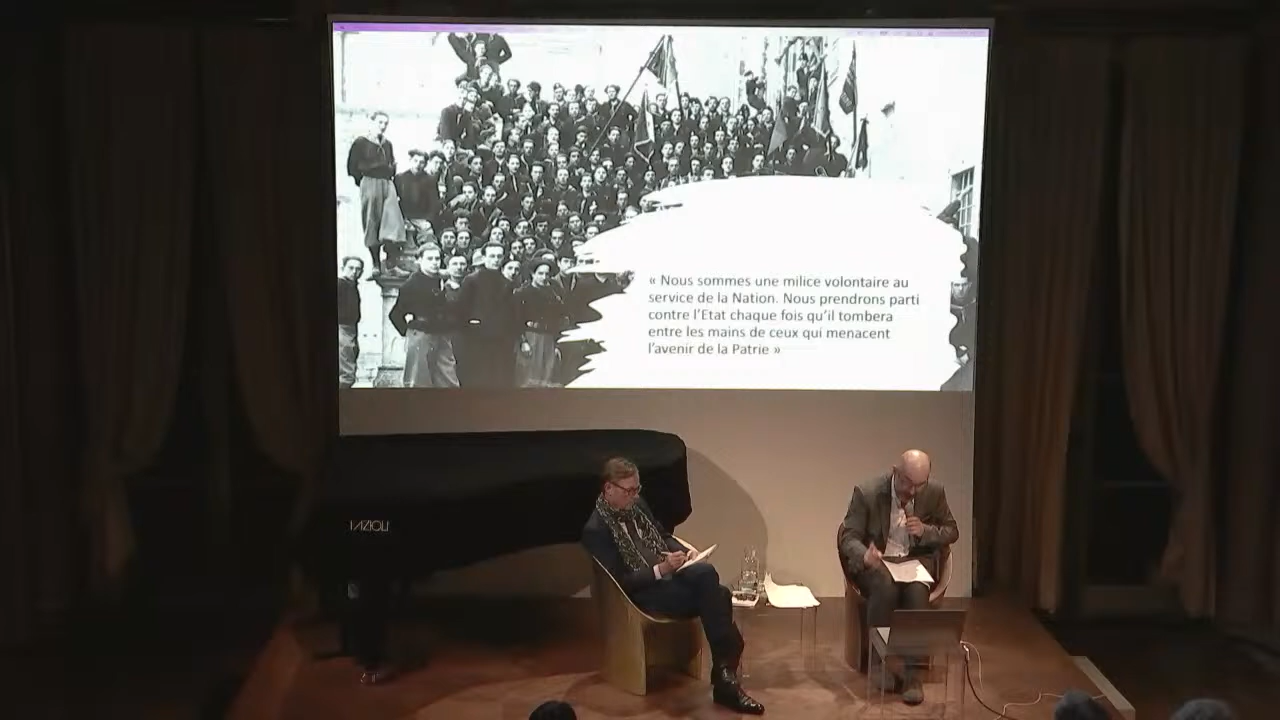 « Nous sommes une milice volontaire au
service de la Nation. Nous prendrons parti
contre l'Etat chaque fois qu'il tombera
entre les mains de ceux qui menacent
l'avenir de la Patrie »
FAZIOLI